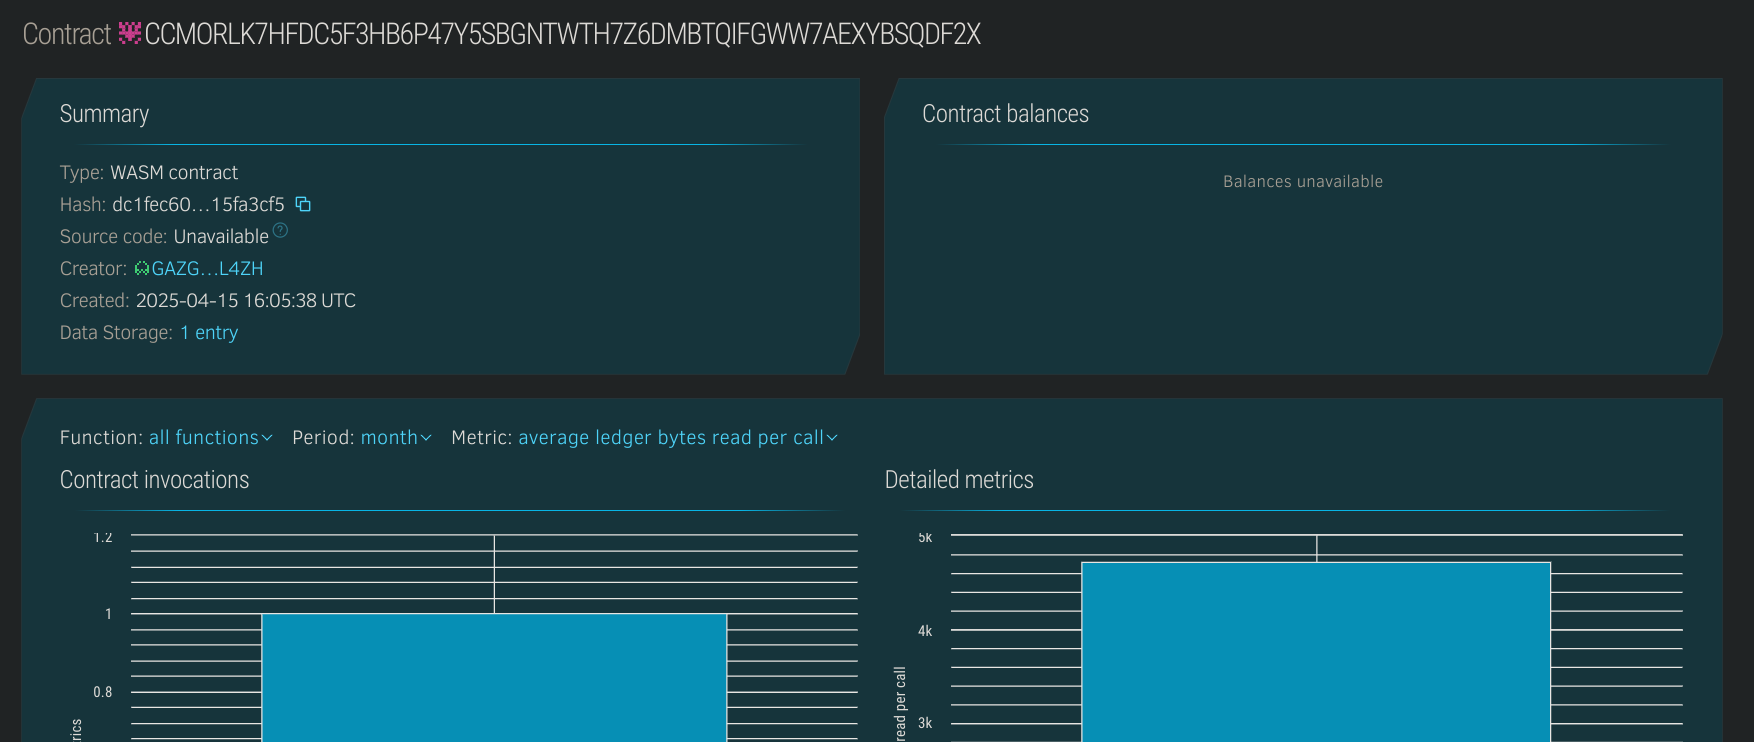 Contract CCMORLK7HFDC5F3HB6P47Y5SBGNTWTH7Z6DMBTQIFGWW7AEXYBSQDF2X
Summary
Type: WASM contract
Hash: dc1fec60...15fa3cf5
Source code: Unavailable ?
Creator: GAZG...L4ZH
Created: 2025-04-15 16:05:38 UTC
Data Storage: 1 entry
Contract balances
Balances unavailable
Function: all functions Period: month Metric: average ledger bytes read per call
Contract invocations
1.2
1
0.8
rics
Detailed metrics
5k
4k
3k
read per call